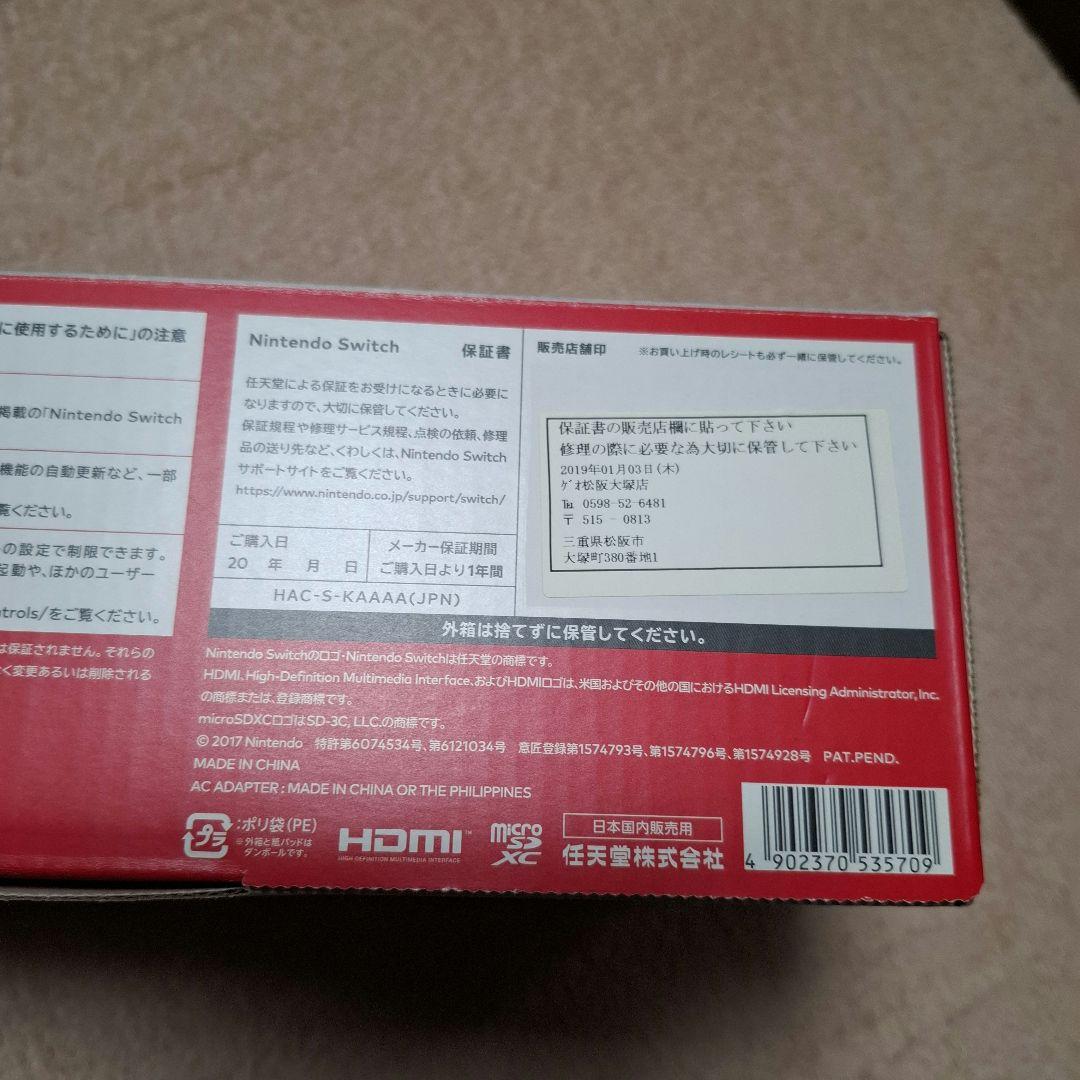 に使用するために」の注意
掲載の「Nintendo Switch
機能の自動更新など、一部
覧ください。
の設定で制限できます。
起動や、ほかのユーザー
ntrols/をご覧ください。
は保証されません。それらの
く変更あるいは削除される
Nintendo Switch 保証書
任天堂による保証をお受けになるときに必要に
なりますので、大切に保管してください。
保証規程や修理サービス規程、点検の依頼、修理
品の送り先など、くわしくは、Nintendo Switch
サポートサイトをご覧ください。
https://www.nintendo.co.jp/support/switch/
ご購入日
20 年 月 日
メーカー保証期間
ご購入日より1年間
HAC-S-KAAAA(JPN)
販売店舗印 ※お買い上げ時のレシートも必ず一緒に保管してください。
保証書の販売店欄に貼って下さい
修理の際に必要な為大切に保管して下さい
2019年01月03日(木)
ゲオ松阪大塚店
℡ 0598-52-6481
〒 515 - 0813
三重県松阪市
大塚町380番地1
外箱は捨てずに保管してください。
Nintendo Switchのロゴ・Nintendo Switchは任天堂の商標です。
HDMI、High-Definition Multimedia Interface、およびHDMIロゴは、米国およびその他の国におけるHDMI Licensing Administrator, Inc.
の商標または、登録商標です。
microSDXCロゴはSD-3C, LLC.の商標です。
© 2017 Nintendo 特許第6074534号、第6121034号 意匠登録第1574793号、第1574796号、第1574928号 PAT.PEND.
MADE IN CHINA
AC ADAPTER : MADE IN CHINA OR THE PHILIPPINES
プラ
:ポリ袋(PE)
※外箱と紙パッドは
ダンボールです。
HDMI™
HIGH-DEFINITION MULTIMEDIA INTERFACE
micro
SD
XC
日本国内販売用
任天堂株式会社
4 902370 535709